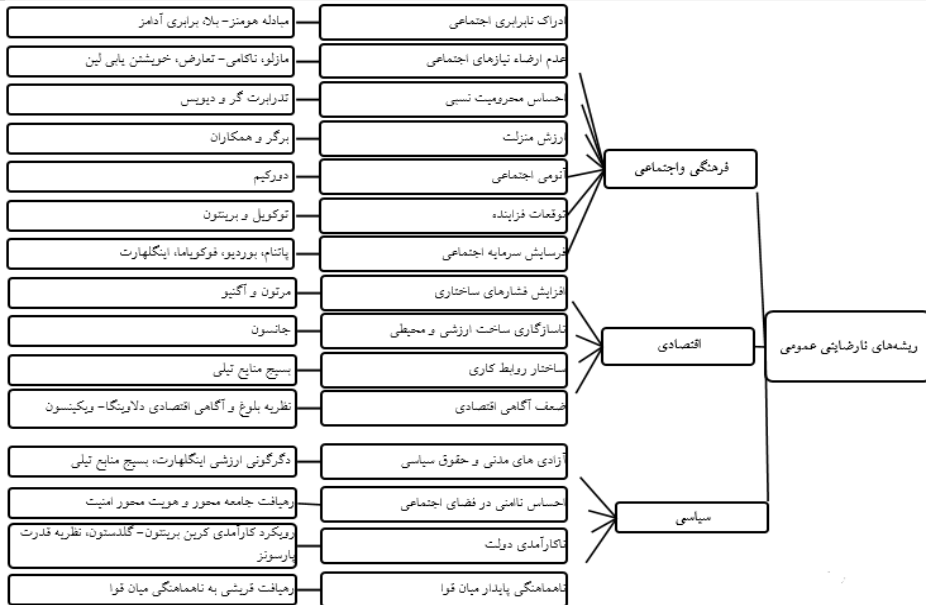 ریشه‌های نارضایتی عمومی
فرهنگی واجتماعی
ادراک نابرابری اجتماعی
مبادله هومنز- بلا، برابری آدامز
عدم ارضاء نیازهای اجتماعی
مازلو، ناکامی- تعارض، خویشتن یابی لین
احساس محرومیت نسبی
تدرابرت گر و دیویس
ارزش منزلت
برگر و همکاران
آنومی اجتماعی
دورکیم
توقعات فزاینده
توکویل و برینتون
فرسایش سرمایه اجتماعی
پاتنام، بوردیو، فوکویاما، اینگلهارت
اقتصادی
افزایش فشارهای ساختاری
مرتون و آگنیو
ناسازگاری ساخت ارزشی و محیطی
جانسون
ساختار روابط کاری
بسیج منابع تیلی
ضعف آگاهی اقتصادی
نظریه بلوغ و آگاهی اقتصادی دلاوینگا- ویکینسون
سیاسی
آزادی های مدنی و حقوق سیاسی
دگرگونی ارزشی اینگلهارت، بسیج منابع تیلی
احساس ناامنی در فضای اجتماعی
رهیافت جامعه محور و هویت محور امنیت
ناکارآمدی دولت
رویکرد کارآمدی کرین برینتون- گلدستون، نظریه قدرت
پارسونز
ناهماهنگی پایدار میان قوا
رهیافت قریشی به ناهماهنگی میان قوا